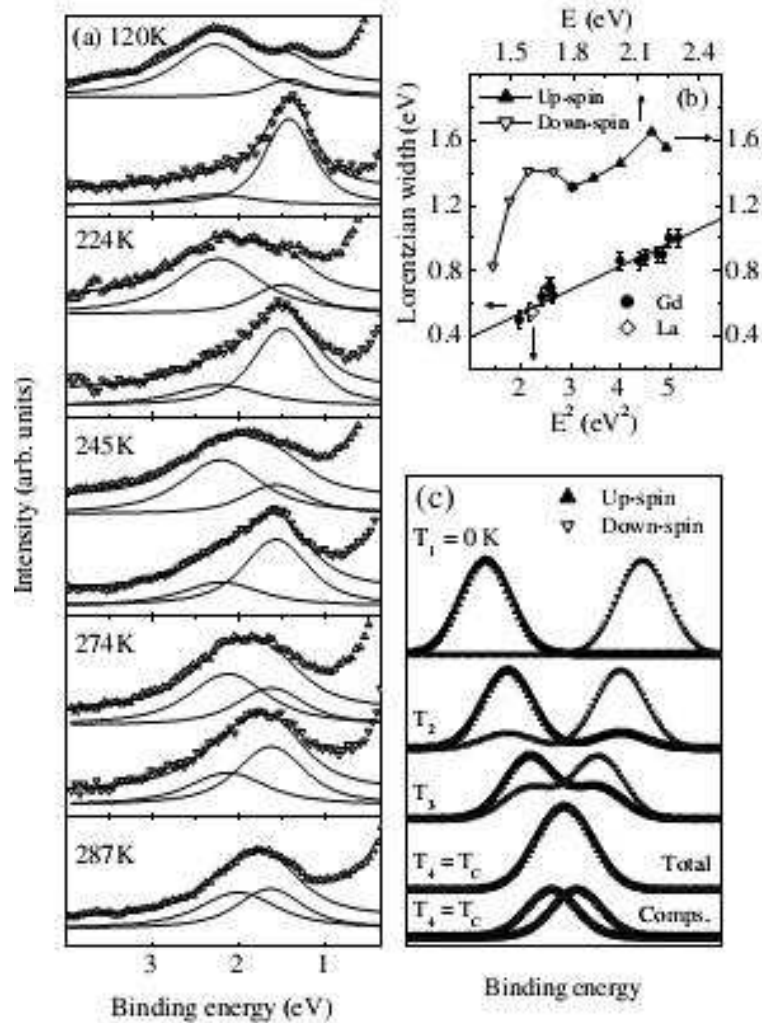 (a) 120K
224K
245K
274K
287K
3 2 1
Binding energy (eV)
Intensity (arb. units)
E (eV)
1.5 1.8 2.1 2.4
Up-spin (b)
Down-spin
Lorentzian width (eV)
1.6 1.6
1.2 1.2
0.8 0.8
0.4 0.4
Gd
La
2 3 4 5
E² (eV²)
(c) Up-spin
Down-spin
T₁ = 0 K
T₂
T₃
T₄ = T_C Total
T₄ = T_C Comps.
Binding energy